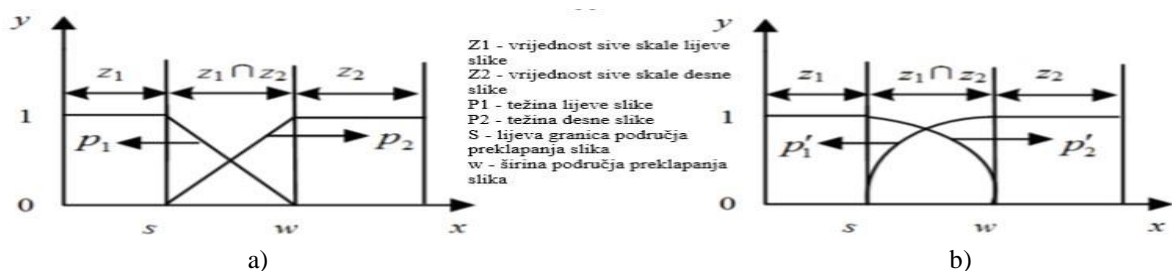 y
z₁
z₁ ∩ z₂
z₂
1
p₁
p₂
0
s
w
x
a)
Z1 - vrijednost sive skale lijeve
slike
Z2 - vrijednost sive skale desne
slike
P1 - težina lijeve slike
P2 - težina desne slike
S - lijeva granica područja
preklapanja slika
w - širina područja preklapanja
slika
y
z₁
z₁ ∩ z₂
z₂
1
p′₁
p′₂
0
s
w
x
b)